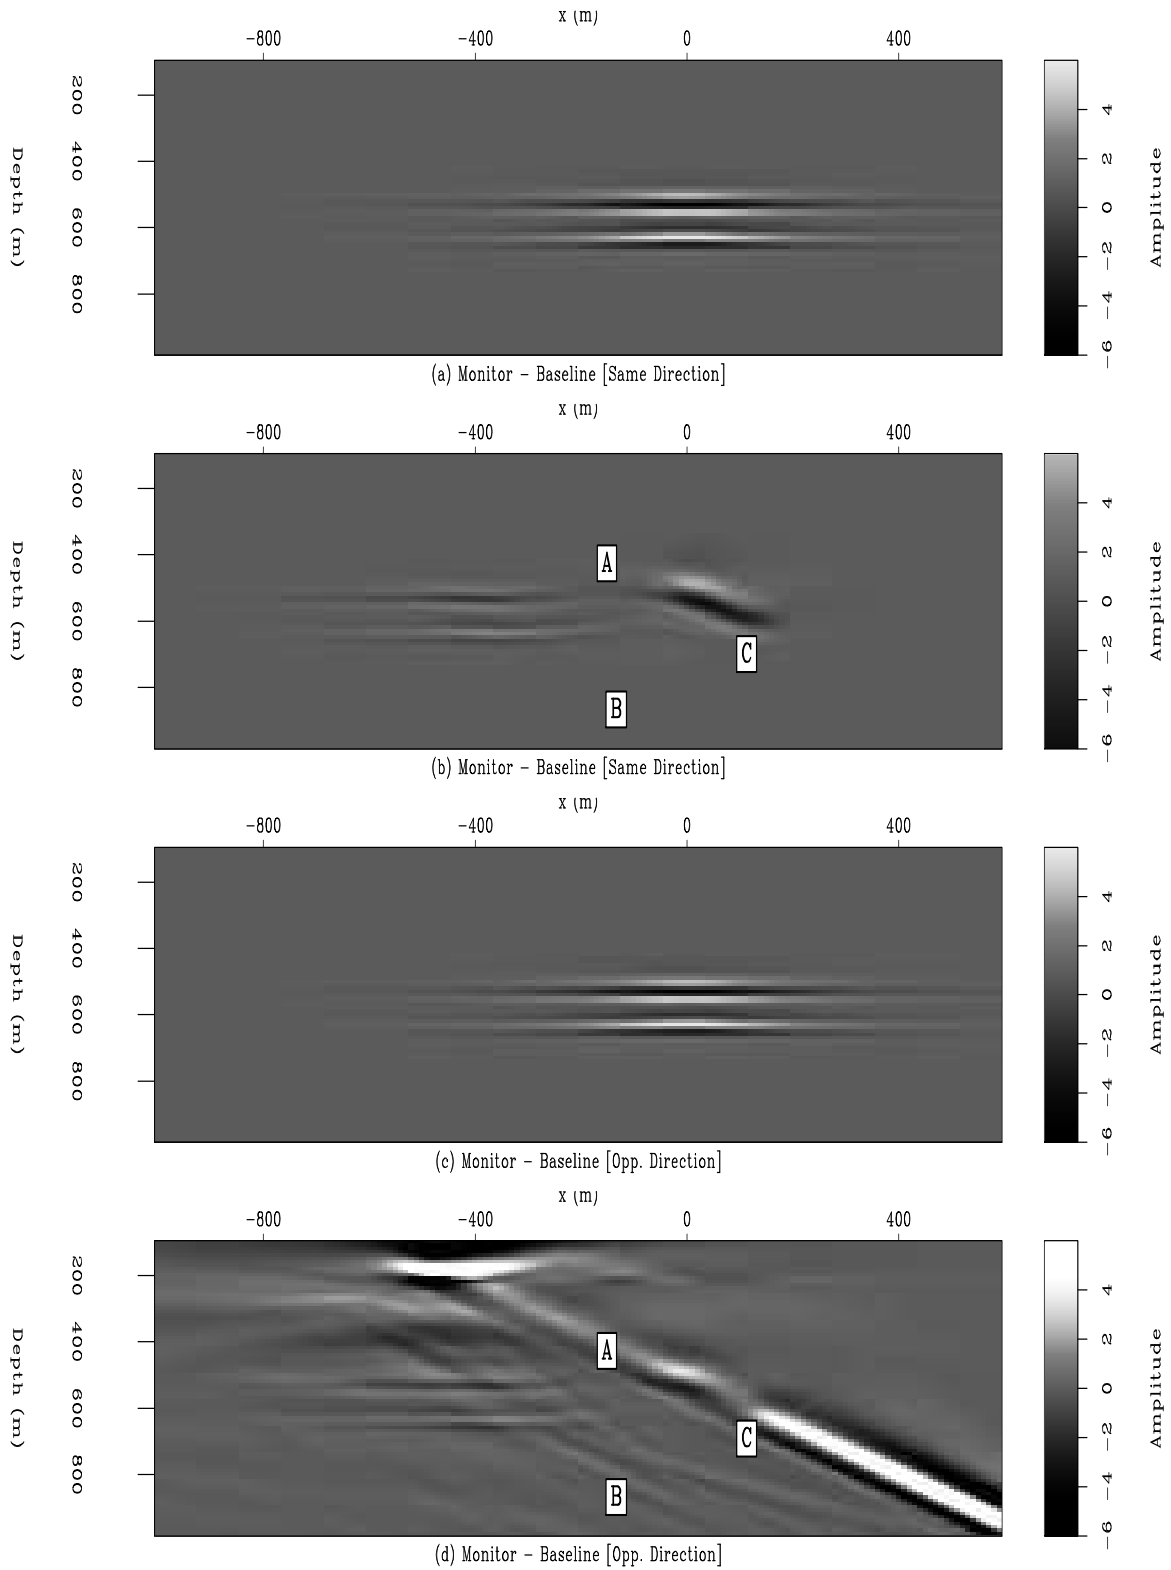 x (m)
-800 -400 0 400
200 400 600 800
Depth (m)
4 2 0 -2 -4 -6
Amplitude
(a) Monitor - Baseline [Same Direction]
x (m)
-800 -400 0 400
200 400 600 800
Depth (m)
A
B
C
4 2 0 -2 -4 -6
Amplitude
(b) Monitor - Baseline [Same Direction]
x (m)
-800 -400 0 400
200 400 600 800
Depth (m)
4 2 0 -2 -4 -6
Amplitude
(c) Monitor - Baseline [Opp. Direction]
x (m)
-800 -400 0 400
200 400 600 800
Depth (m)
A
B
C
4 2 0 -2 -4 -6
Amplitude
(d) Monitor - Baseline [Opp. Direction]